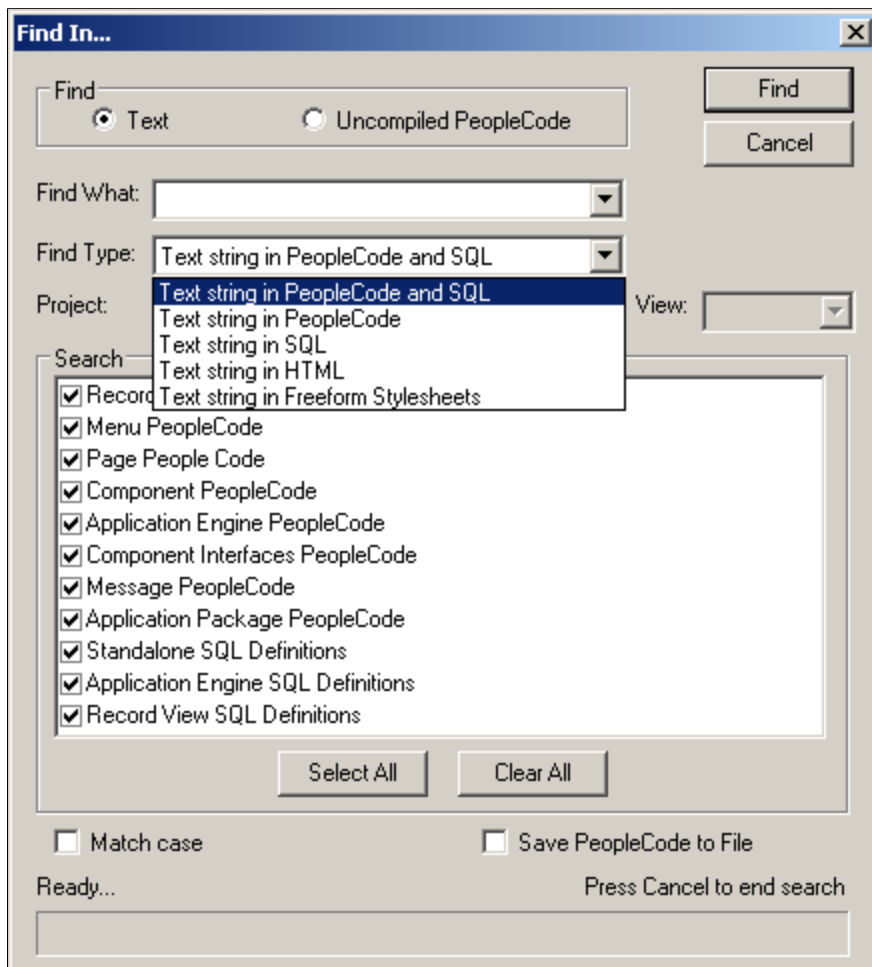 Find In...
Find
Text
Uncompiled PeopleCode
Find
Cancel
Find What:
Find Type:
Text string in PeopleCode and SQL
Project:
Text string in PeopleCode and SQL
Text string in PeopleCode
Text string in SQL
Text string in HTML
Text string in Freeform Stylesheets
View:
Search
Record
Menu PeopleCode
Page People Code
Component PeopleCode
Application Engine PeopleCode
Component Interfaces PeopleCode
Message PeopleCode
Application Package PeopleCode
Standalone SQL Definitions
Application Engine SQL Definitions
Record View SQL Definitions
Select All
Clear All
Match case
Save PeopleCode to File
Ready...
Press Cancel to end search